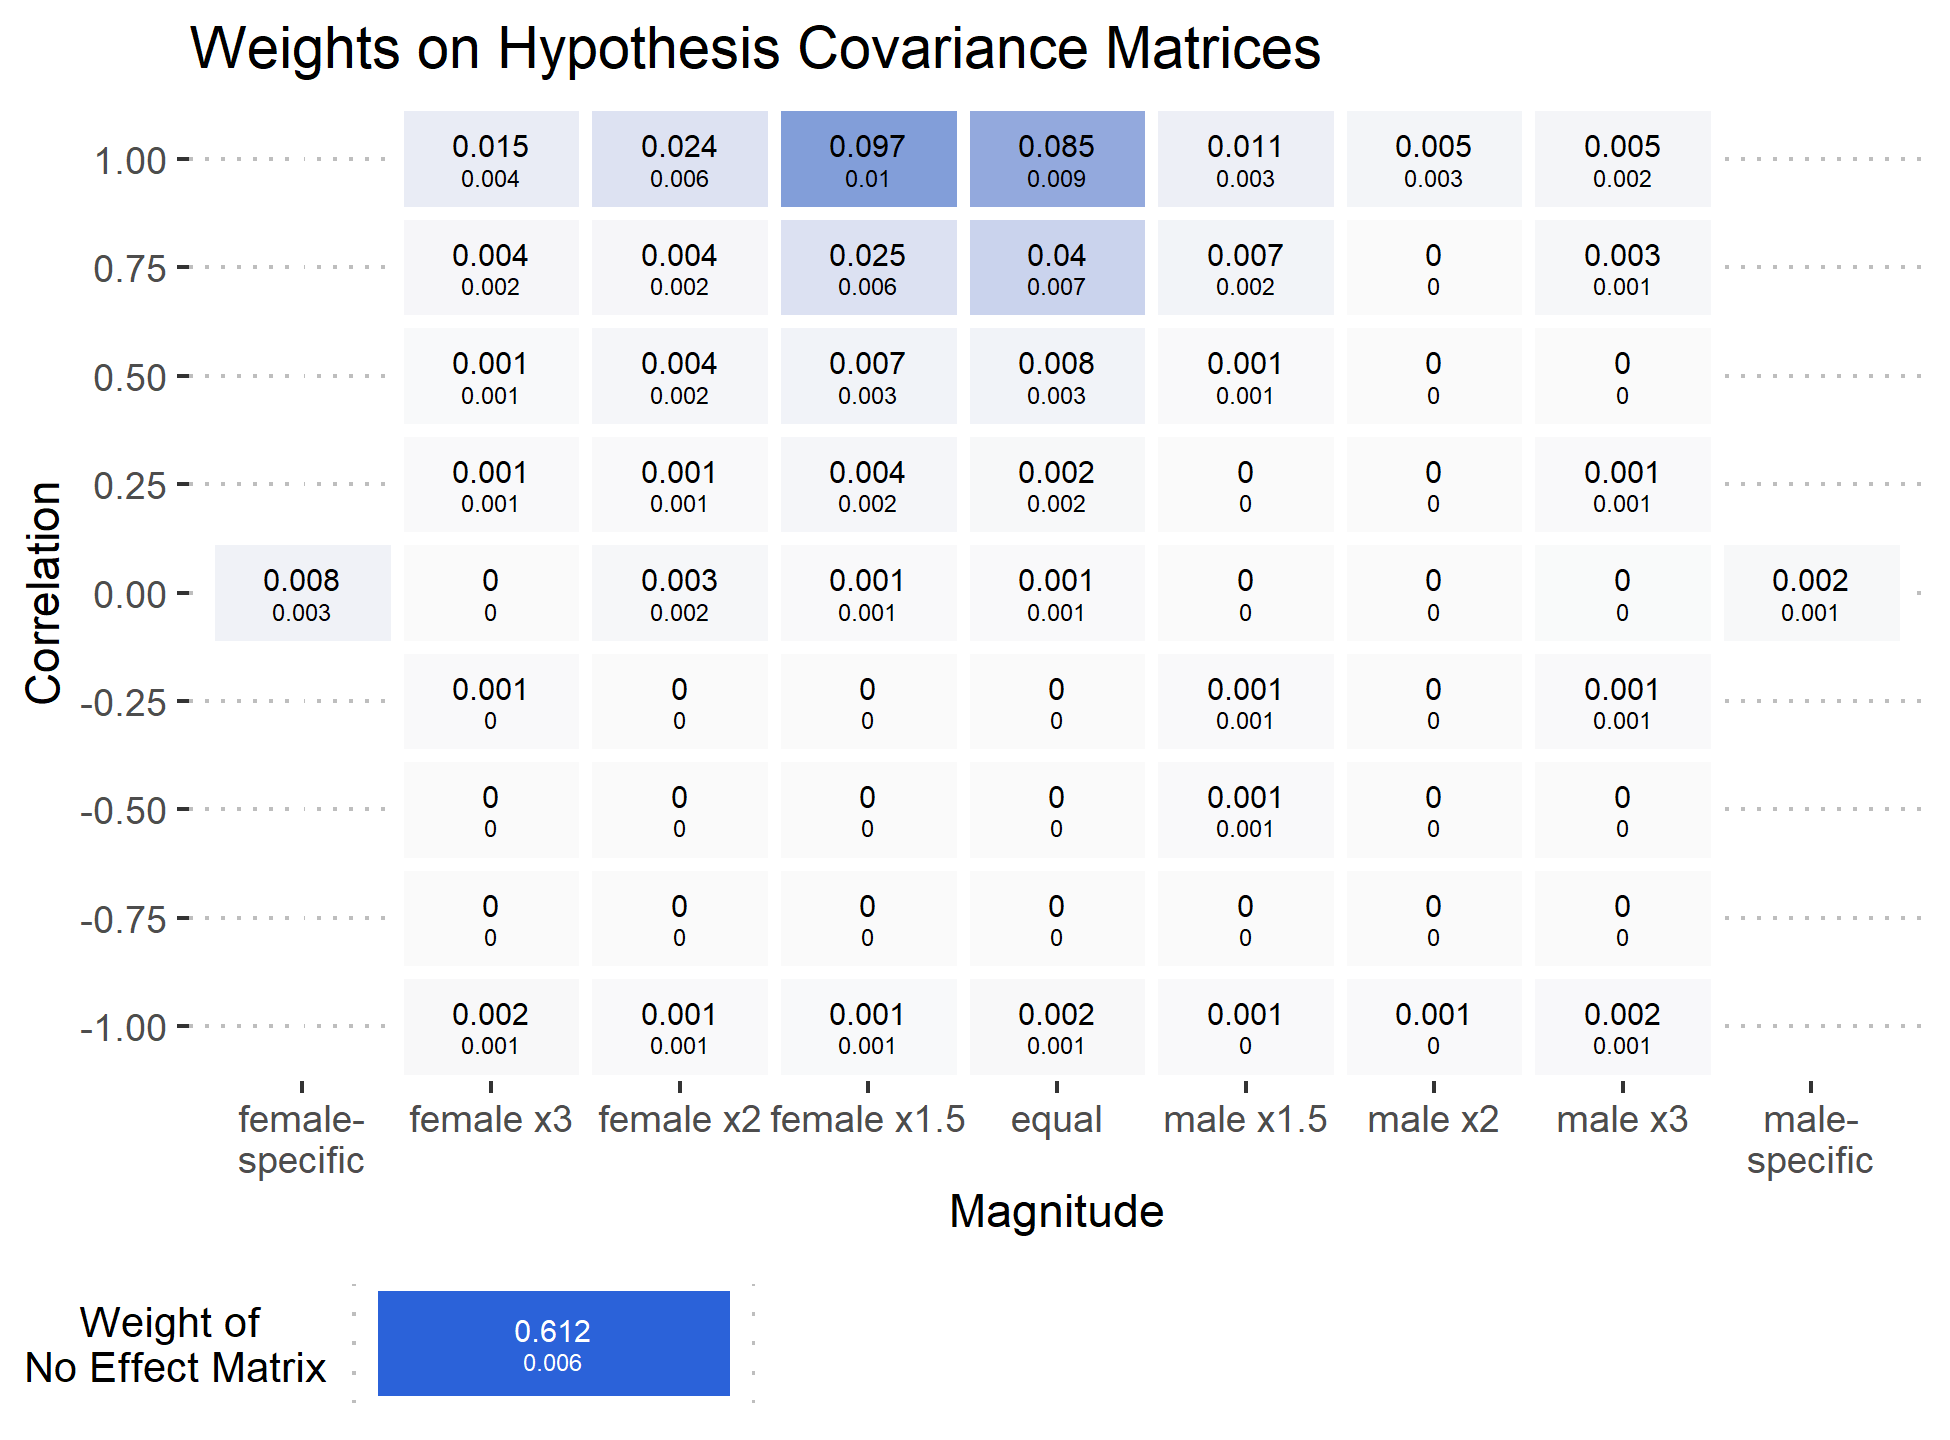 Weights on Hypothesis Covariance Matrices
Correlation
1.00 0.015 0.024 0.097 0.085 0.011 0.005 0.005
0.004 0.006 0.01 0.009 0.003 0.003 0.002
0.75 0.004 0.004 0.025 0.04 0.007 0 0.003
0.002 0.002 0.006 0.007 0.002 0 0.001
0.50 0.001 0.004 0.007 0.008 0.001 0 0
0.001 0.002 0.003 0.003 0.001 0 0
0.25 0.001 0.001 0.004 0.002 0 0 0.001
0.001 0.001 0.002 0.002 0 0 0.001
0.00 0.008 0 0.003 0.001 0.001 0 0 0 0.002
0.003 0 0.002 0.001 0.001 0 0 0 0.001
-0.25 0.001 0 0 0 0.001 0 0.001
0 0 0 0 0.001 0 0.001
-0.50 0 0 0 0 0.001 0 0
0 0 0 0 0.001 0 0
-0.75 0 0 0 0 0 0 0
0 0 0 0 0 0 0
-1.00 0.002 0.001 0.001 0.002 0.001 0.001 0.002
0.001 0.001 0.001 0.001 0 0 0.001
female- female x3 female x2 female x1.5 equal male x1.5 male x2 male x3 male-
specific specific
Magnitude
Weight of
No Effect Matrix
0.612
0.006